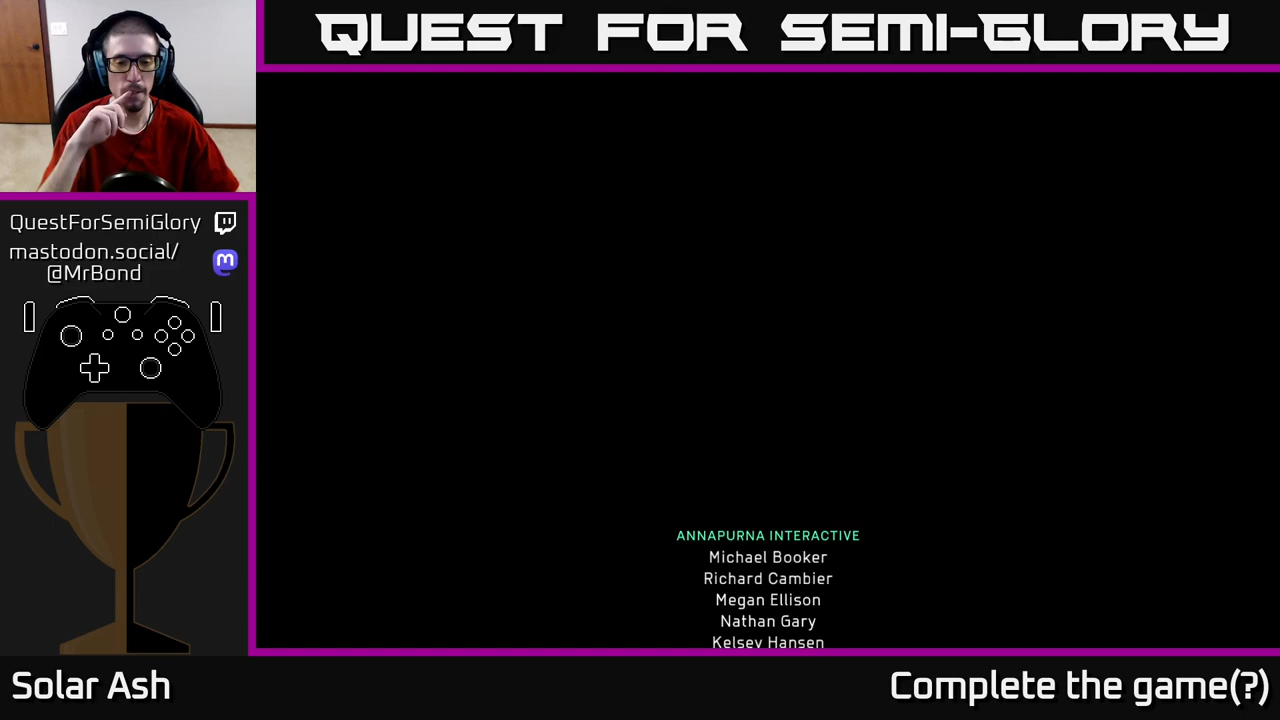 QUEST FOR SEMI-GLORY
QuestForSemiGlory
mastodon.social/
@MrBond
ANNAPURNA INTERACTIVE
Michael Booker
Richard Cambier
Megan Ellison
Nathan Gary
Kelsey Hansen
Solar Ash
Complete the game(?)